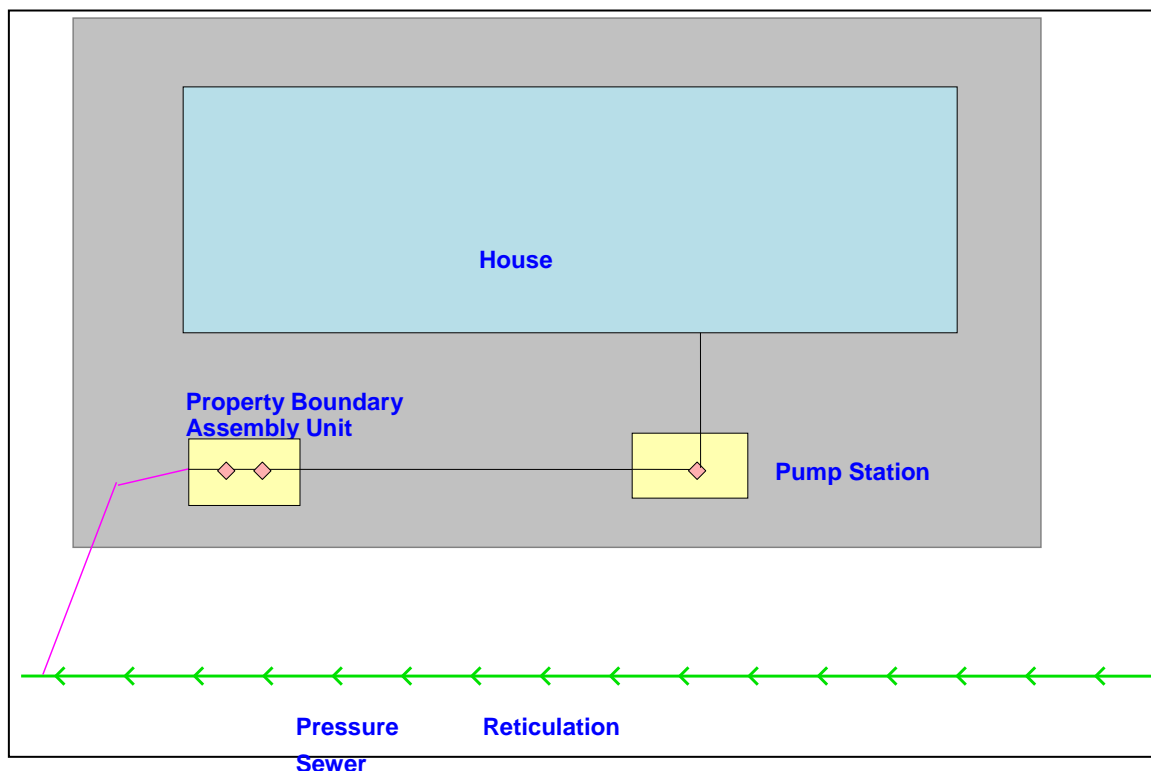 House
Property Boundary
Assembly Unit
Pump Station
Pressure Reticulation
Sewer